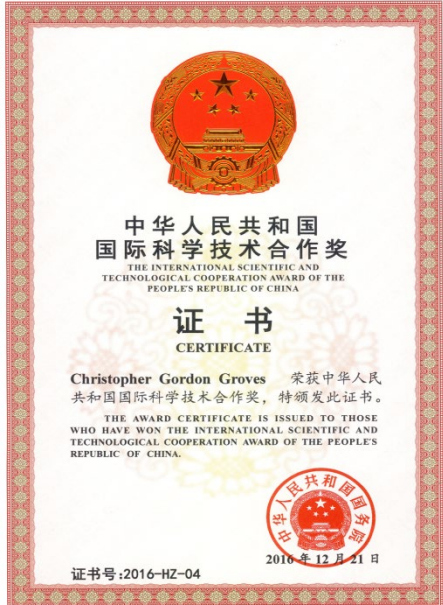 中华人民共和国
国际科学技术合作奖
THE INTERNATIONAL SCIENTIFIC AND
TECHNOLOGICAL COOPERATION AWARD OF THE
PEOPLE'S REPUBLIC OF CHINA
证 书
CERTIFICATE
Christopher Gordon Groves 荣获中华人民
共和国国际科学技术合作奖，特颁发此证书。
THE AWARD CERTIFICATE IS ISSUED TO THOSE
WHO HAVE WON THE INTERNATIONAL SCIENTIFIC AND
TECHNOLOGICAL COOPERATION AWARD OF THE PEOPLE'S
REPUBLIC OF CHINA.
中华人民共和国国务院
2016 年 12 月 21 日
证书号:2016-HZ-04